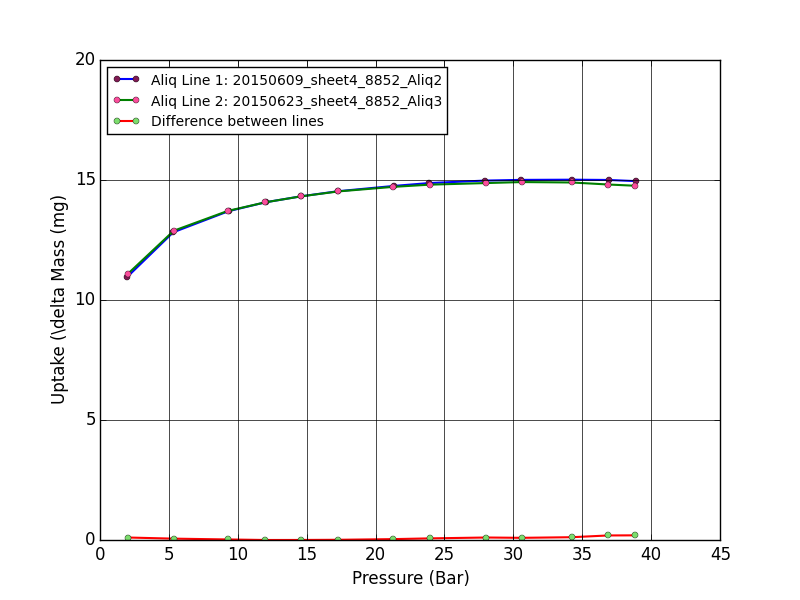 20
Aliq Line 1: 20150609_sheet4_8852_Aliq2
Aliq Line 2: 20150623_sheet4_8852_Aliq3
Difference between lines
15
10
5
0
Uptake (\delta Mass (mg)
0 5 10 15 20 25 30 35 40 45
Pressure (Bar)